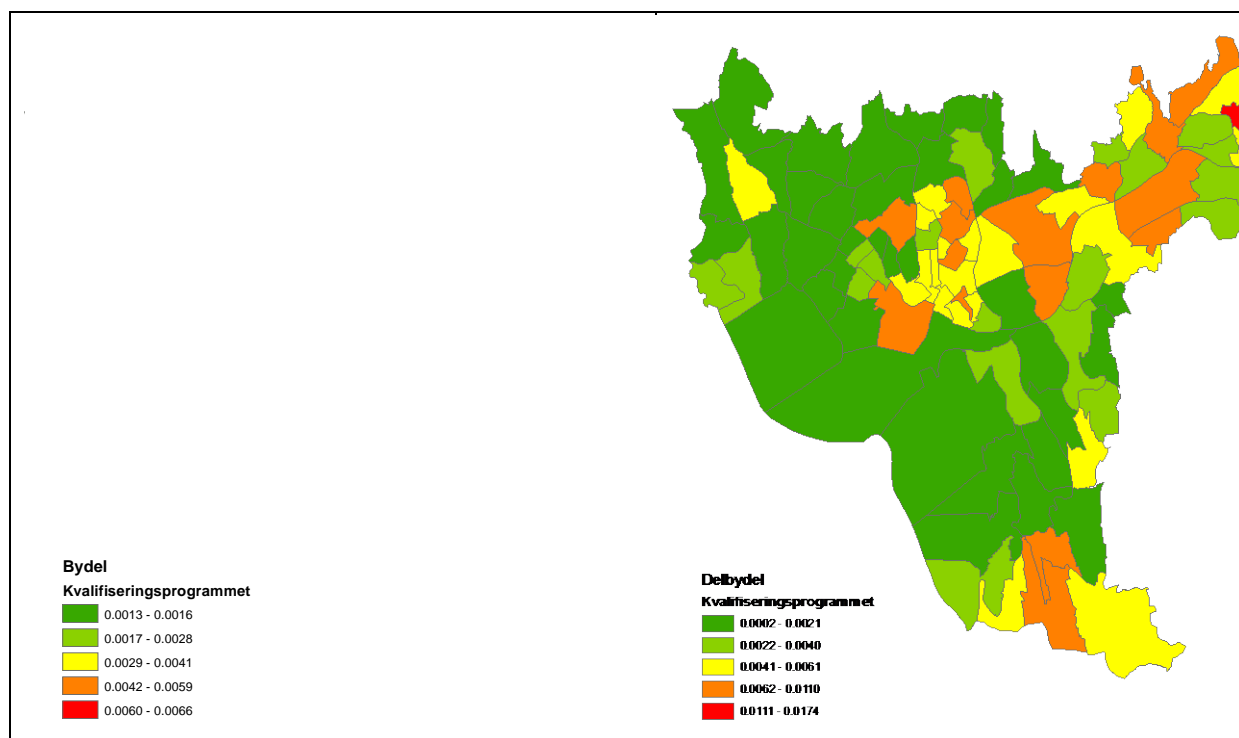 Bydel
Kvalifiseringsprogrammet
0.0013 - 0.0016
0.0017 - 0.0028
0.0029 - 0.0041
0.0042 - 0.0059
0.0060 - 0.0066
Delbydel
Kvalifiseringsprogrammet
0.0002 - 0.0021
0.0022 - 0.0040
0.0041 - 0.0061
0.0062 - 0.0110
0.0111 - 0.0174